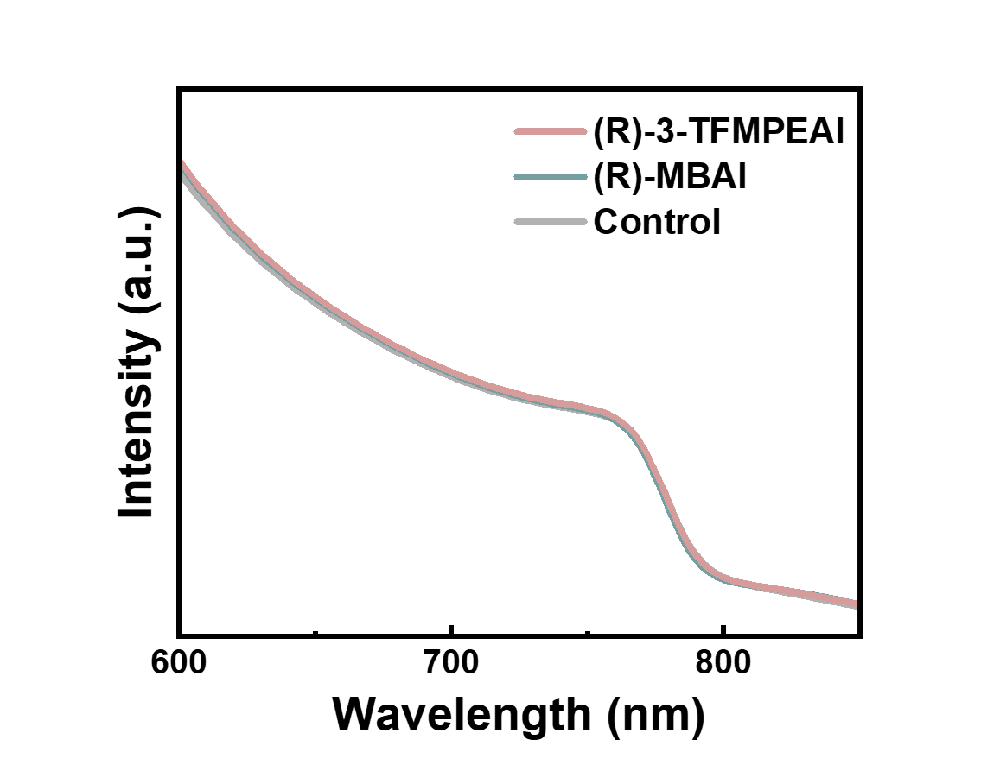 (R)-3-TFMPEAI
(R)-MBAI
Control
Intensity (a.u.)
600 700 800
Wavelength (nm)